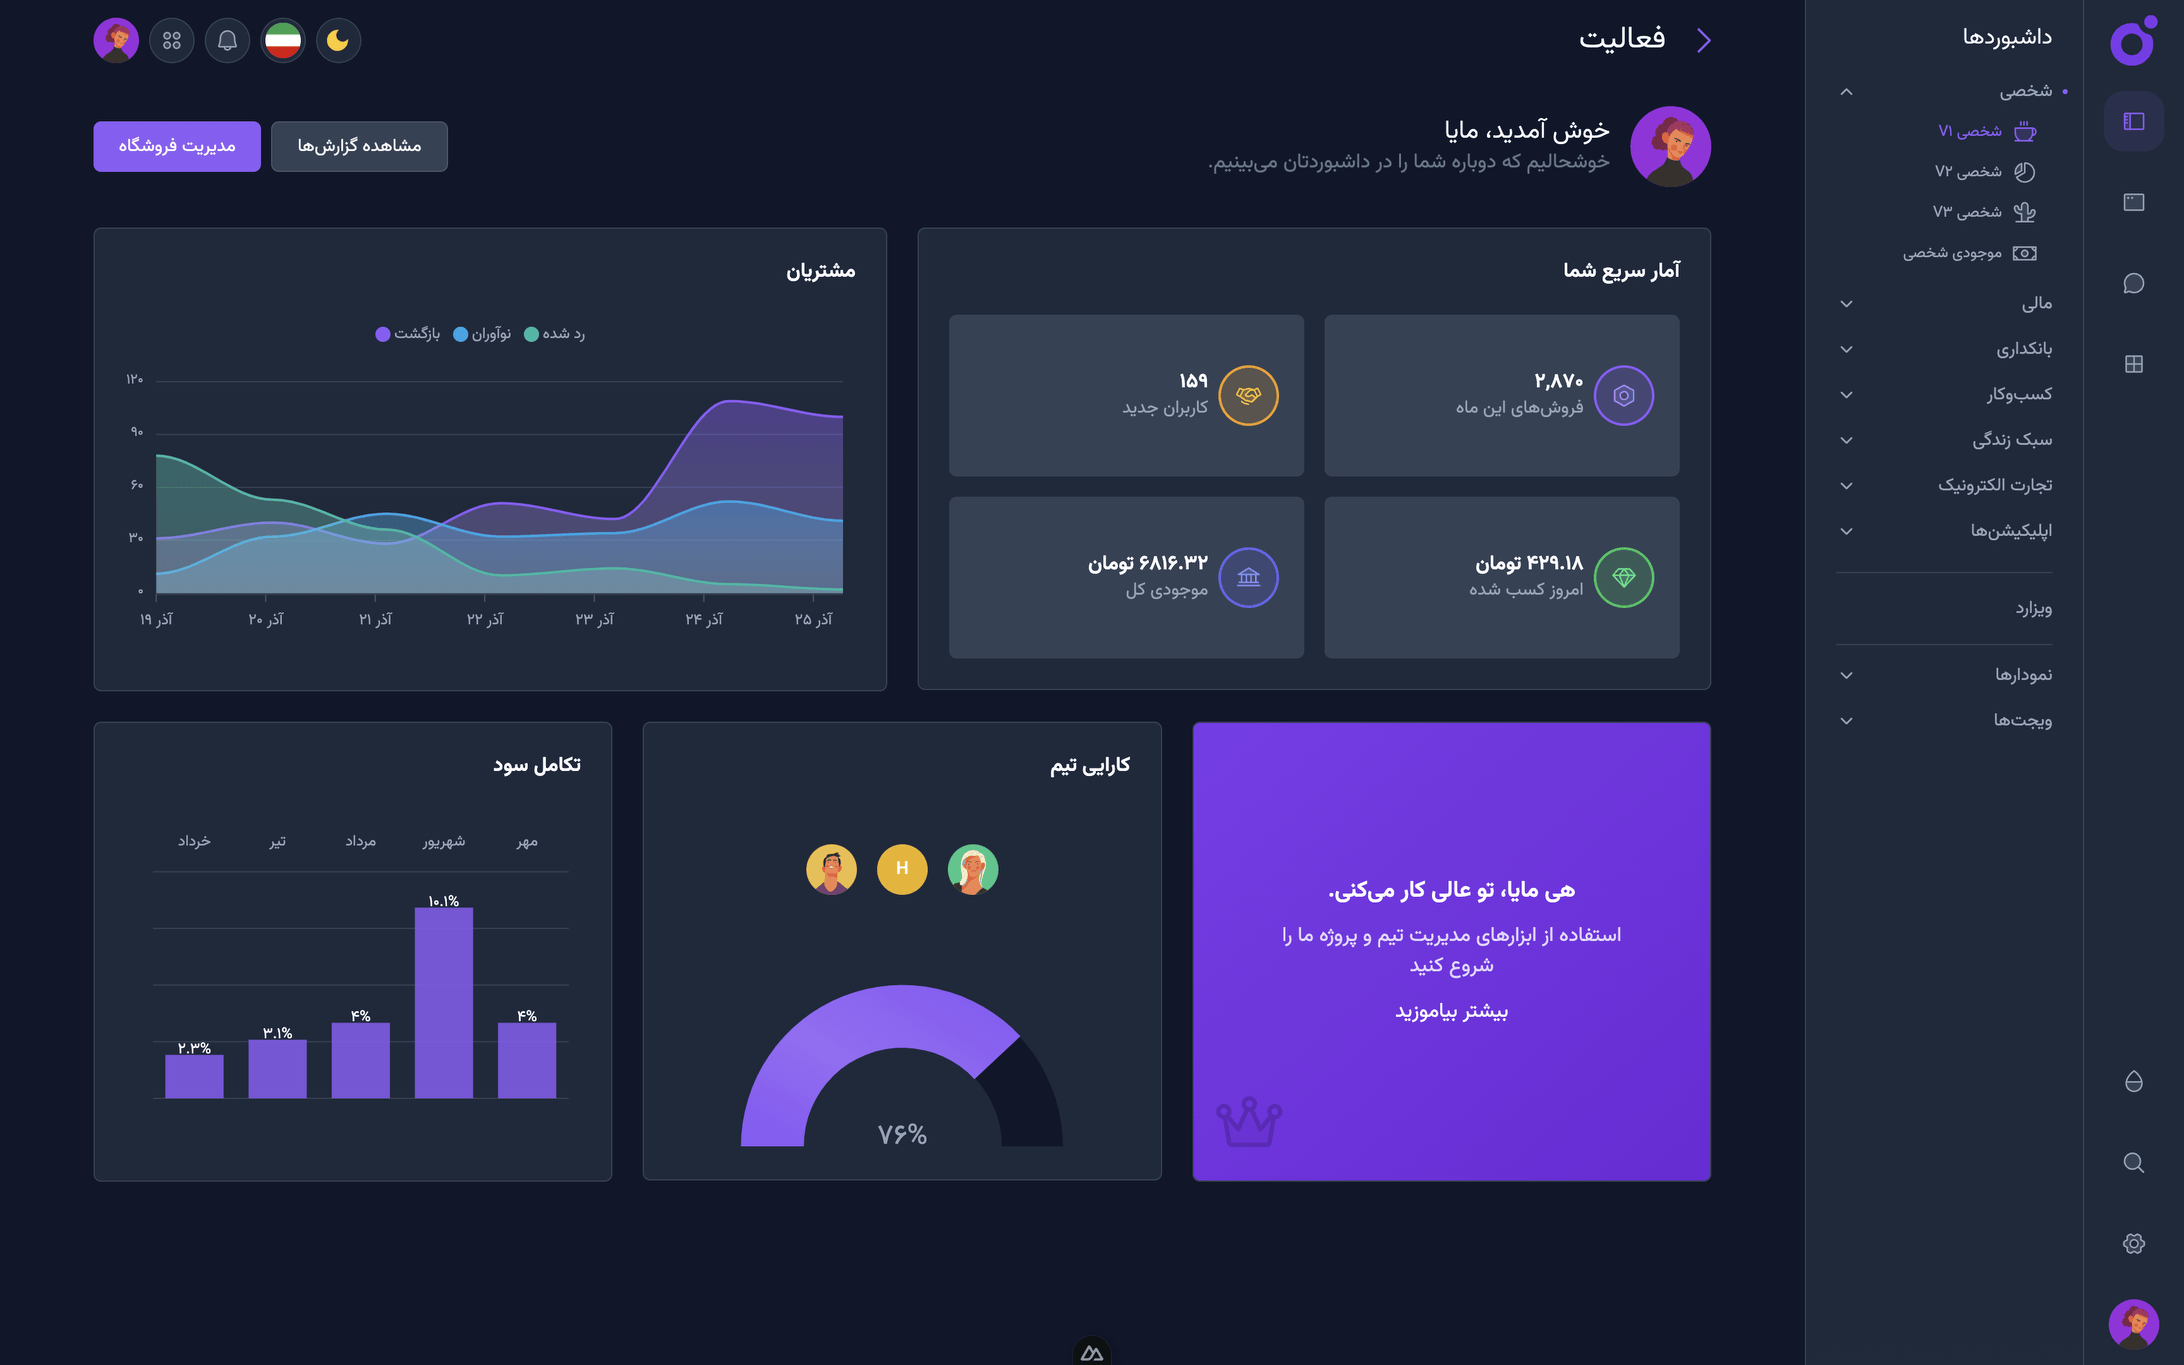 داشبوردها
شخصی
شخصی V۱
شخصی V۲
شخصی V۳
موجودی شخصی
مالی
بانکداری
کسب‌وکار
سبک زندگی
تجارت الکترونیک
اپلیکیشن‌ها
ویزارد
نمودارها
ویجت‌ها
فعالیت
خوش آمدید، مایا
خوشحالیم که دوباره شما را در داشبوردتان می‌بینیم.
مشاهده گزارش‌ها
مدیریت فروشگاه
آمار سریع شما
۲,۸۷۰
فروش‌های این ماه
۱۵۹
کاربران جدید
۴۲۹.۱۸ تومان
امروز کسب شده
۶۸۱۶.۳۲ تومان
موجودی کل
مشتریان
رد شده
نوآوران
بازگشت
۱۲۰
۹۰
۶۰
۳۰
۰
۱۹ آذر
۲۰ آذر
۲۱ آذر
۲۲ آذر
۲۳ آذر
۲۴ آذر
۲۵ آذر
هی مایا، تو عالی کار می‌کنی.
استفاده از ابزارهای مدیریت تیم و پروژه ما را
شروع کنید
بیشتر بیاموزید
کارایی تیم
H
۷۶%
تکامل سود
مهر
شهریور
مرداد
تیر
خرداد
۴%
۱۰.۱%
۴%
۳.۱%
۲.۳%